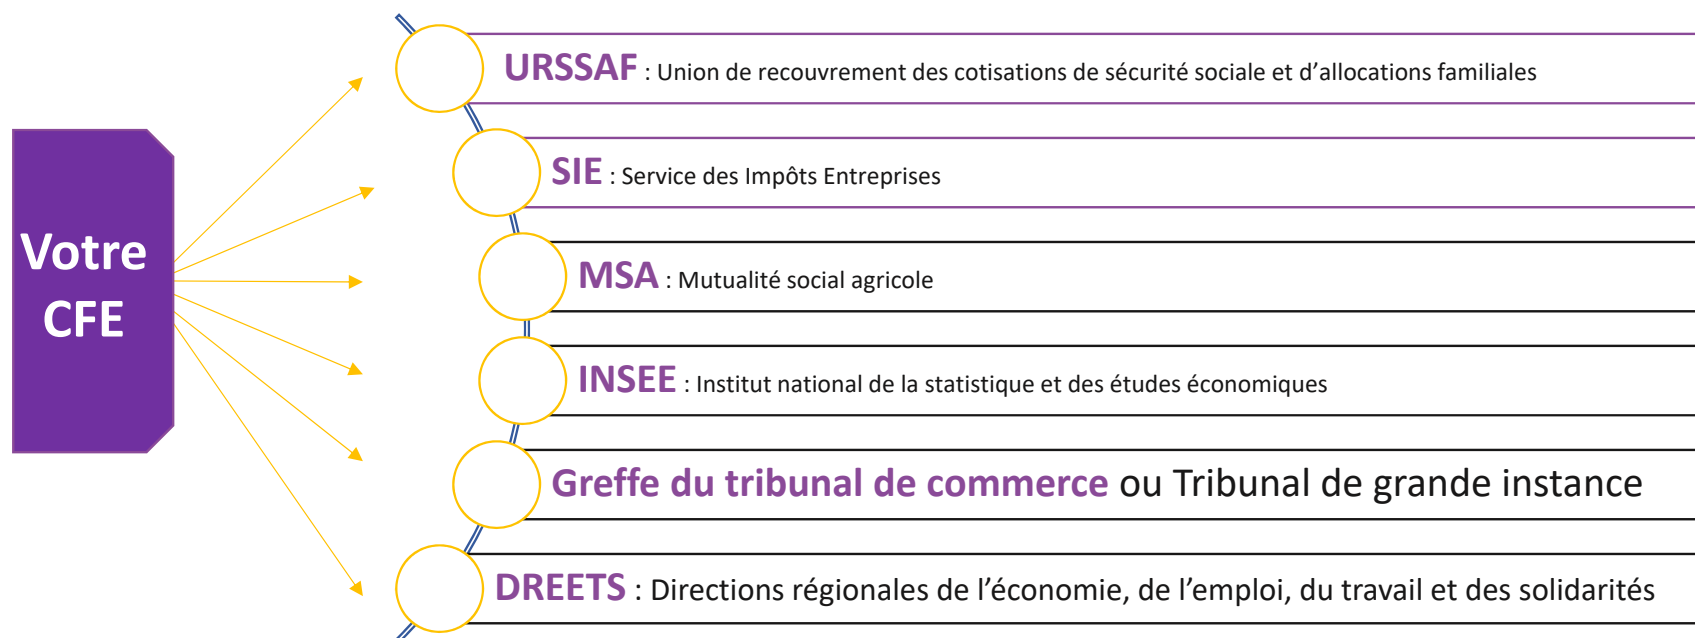 Votre
CFE
URSSAF : Union de recouvrement des cotisations de sécurité sociale et d’allocations familiales
SIE : Service des Impôts Entreprises
MSA : Mutualité social agricole
INSEE : Institut national de la statistique et des études économiques
Greffe du tribunal de commerce ou Tribunal de grande instance
DREETS : Directions régionales de l’économie, de l’emploi, du travail et des solidarités